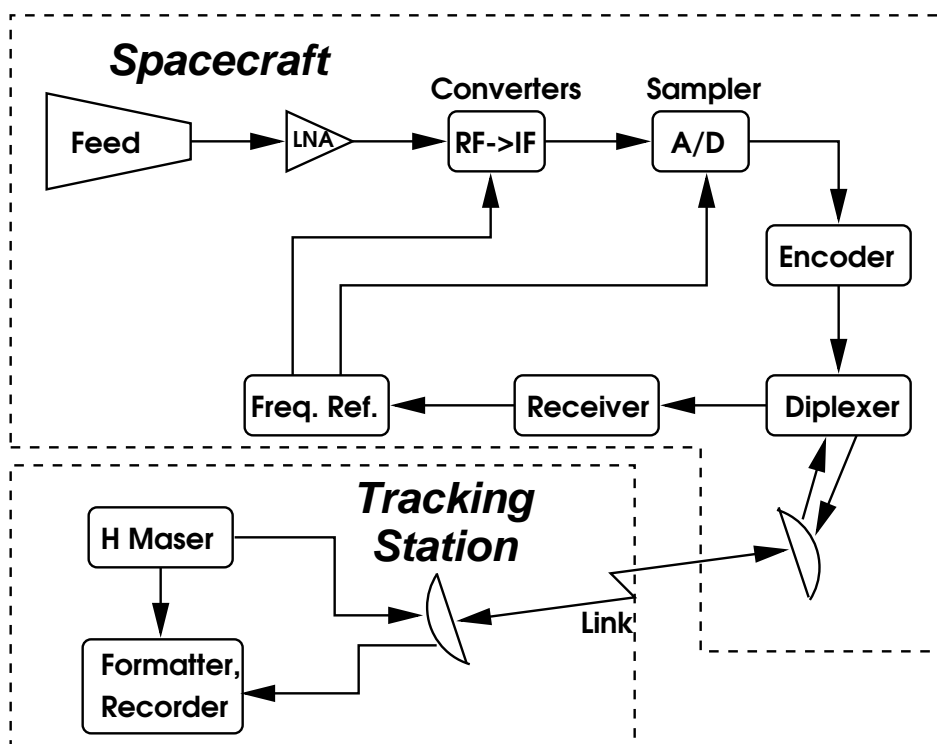 Spacecraft
Converters
Sampler
Feed
LNA
RF->IF
A/D
Encoder
Freq. Ref.
Receiver
Diplexer
Tracking
Station
H Maser
Link
Formatter,
Recorder